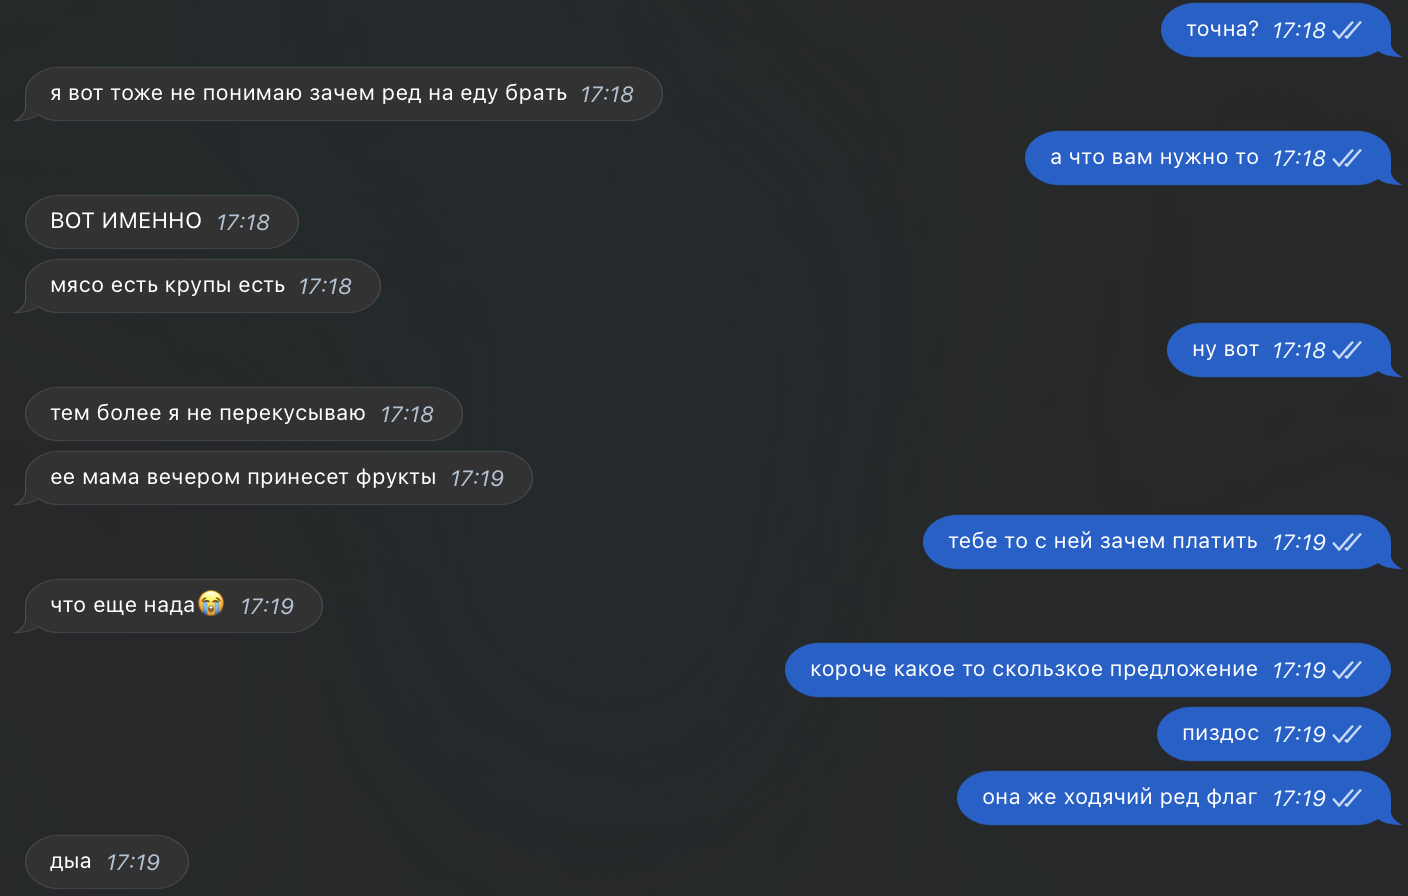 точна? 17:18
я вот тоже не понимаю зачем ред на еду брать 17:18
а что вам нужно то 17:18
ВОТ ИМЕННО 17:18
мясо есть крупы есть 17:18
ну вот 17:18
тем более я не перекусываю 17:18
ее мама вечером принесет фрукты 17:19
тебе то с ней зачем платить 17:19
что еще нада😭 17:19
короче какое то скользкое предложение 17:19
пиздос 17:19
она же ходячий ред флаг 17:19
дыа 17:19